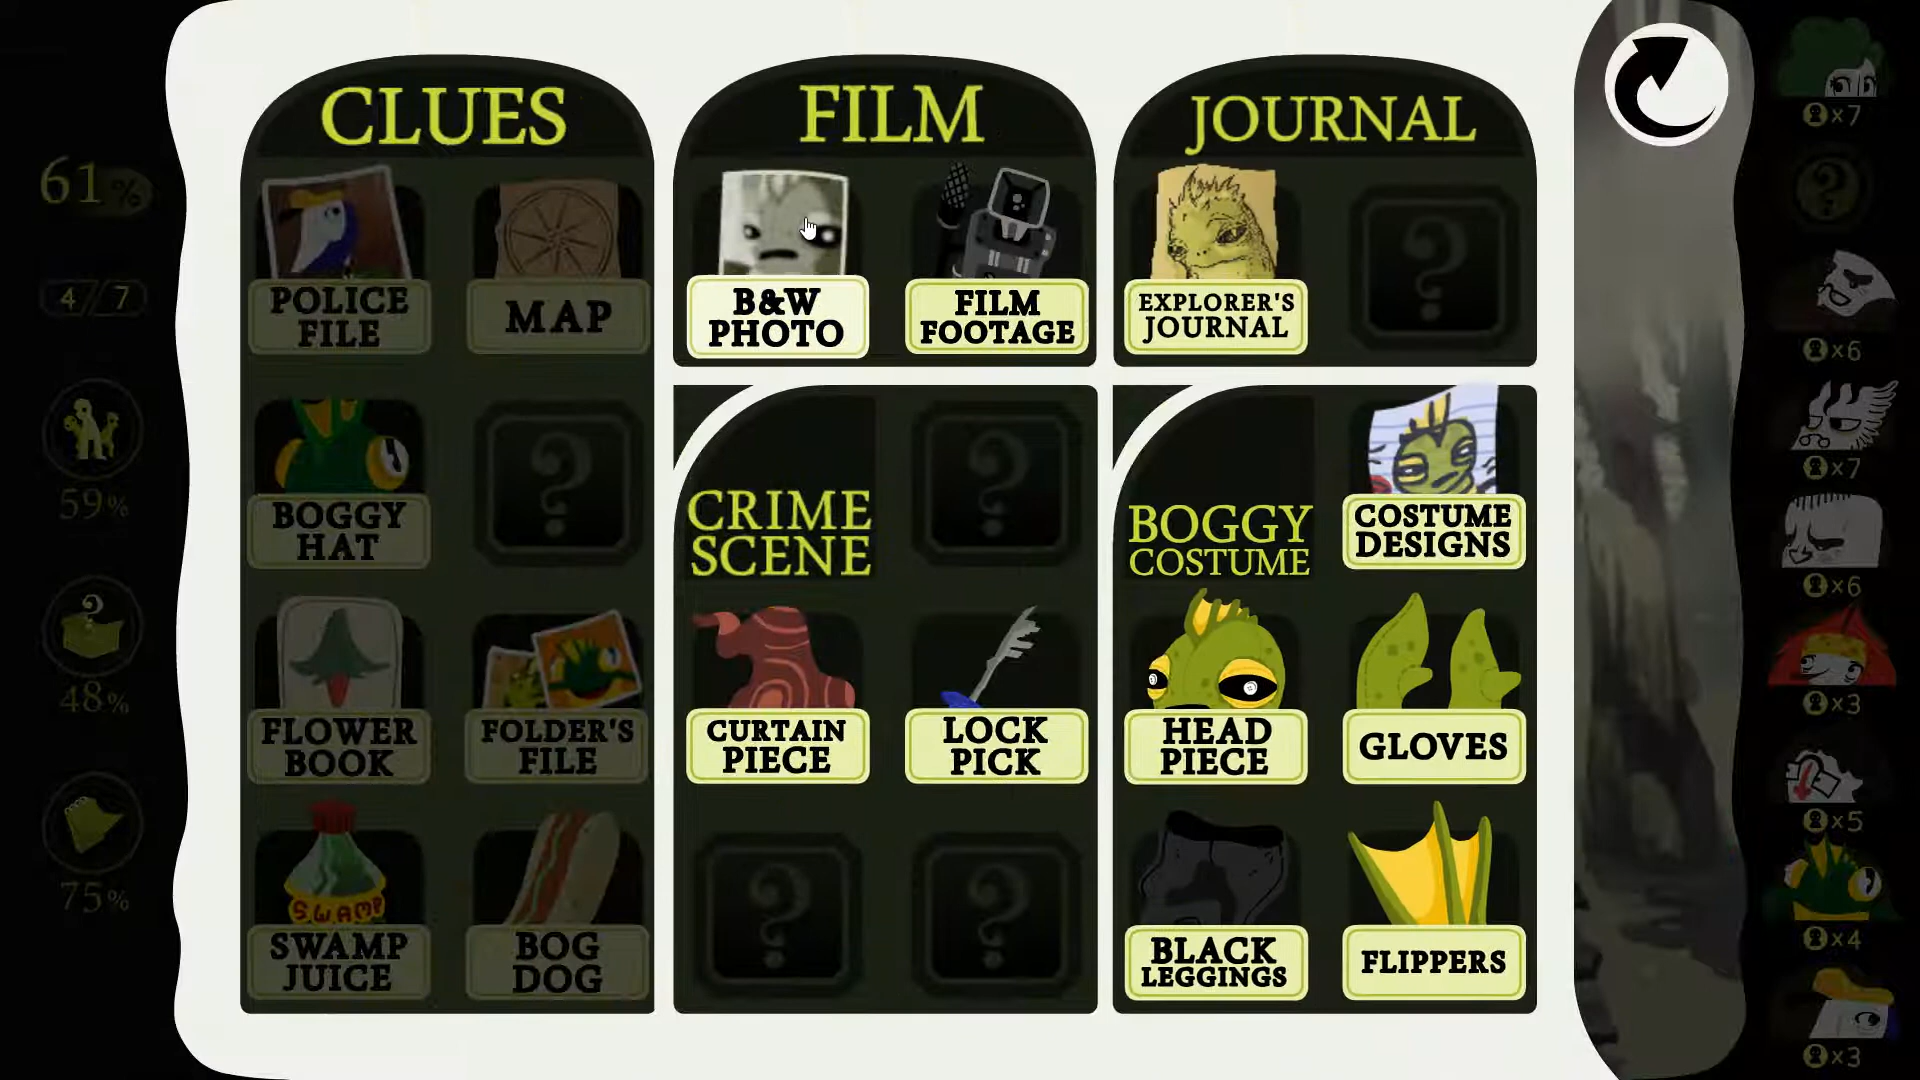 61%
4/7
59%
48%
75%
CLUES
POLICE
FILE
MAP
BOGGY
HAT
?
FLOWER
BOOK
FOLDER'S
FILE
SWAMP
SWAMP
JUICE
BOG
DOG
FILM
B&W
PHOTO
FILM
FOOTAGE
JOURNAL
EXPLORER'S
JOURNAL
?
CRIME
SCENE
?
CURTAIN
PIECE
LOCK
PICK
?
?
BOGGY
COSTUME
COSTUME
DESIGNS
HEAD
PIECE
GLOVES
BLACK
LEGGINGS
FLIPPERS
x7
?
x6
x7
x6
x3
x5
x4
x3